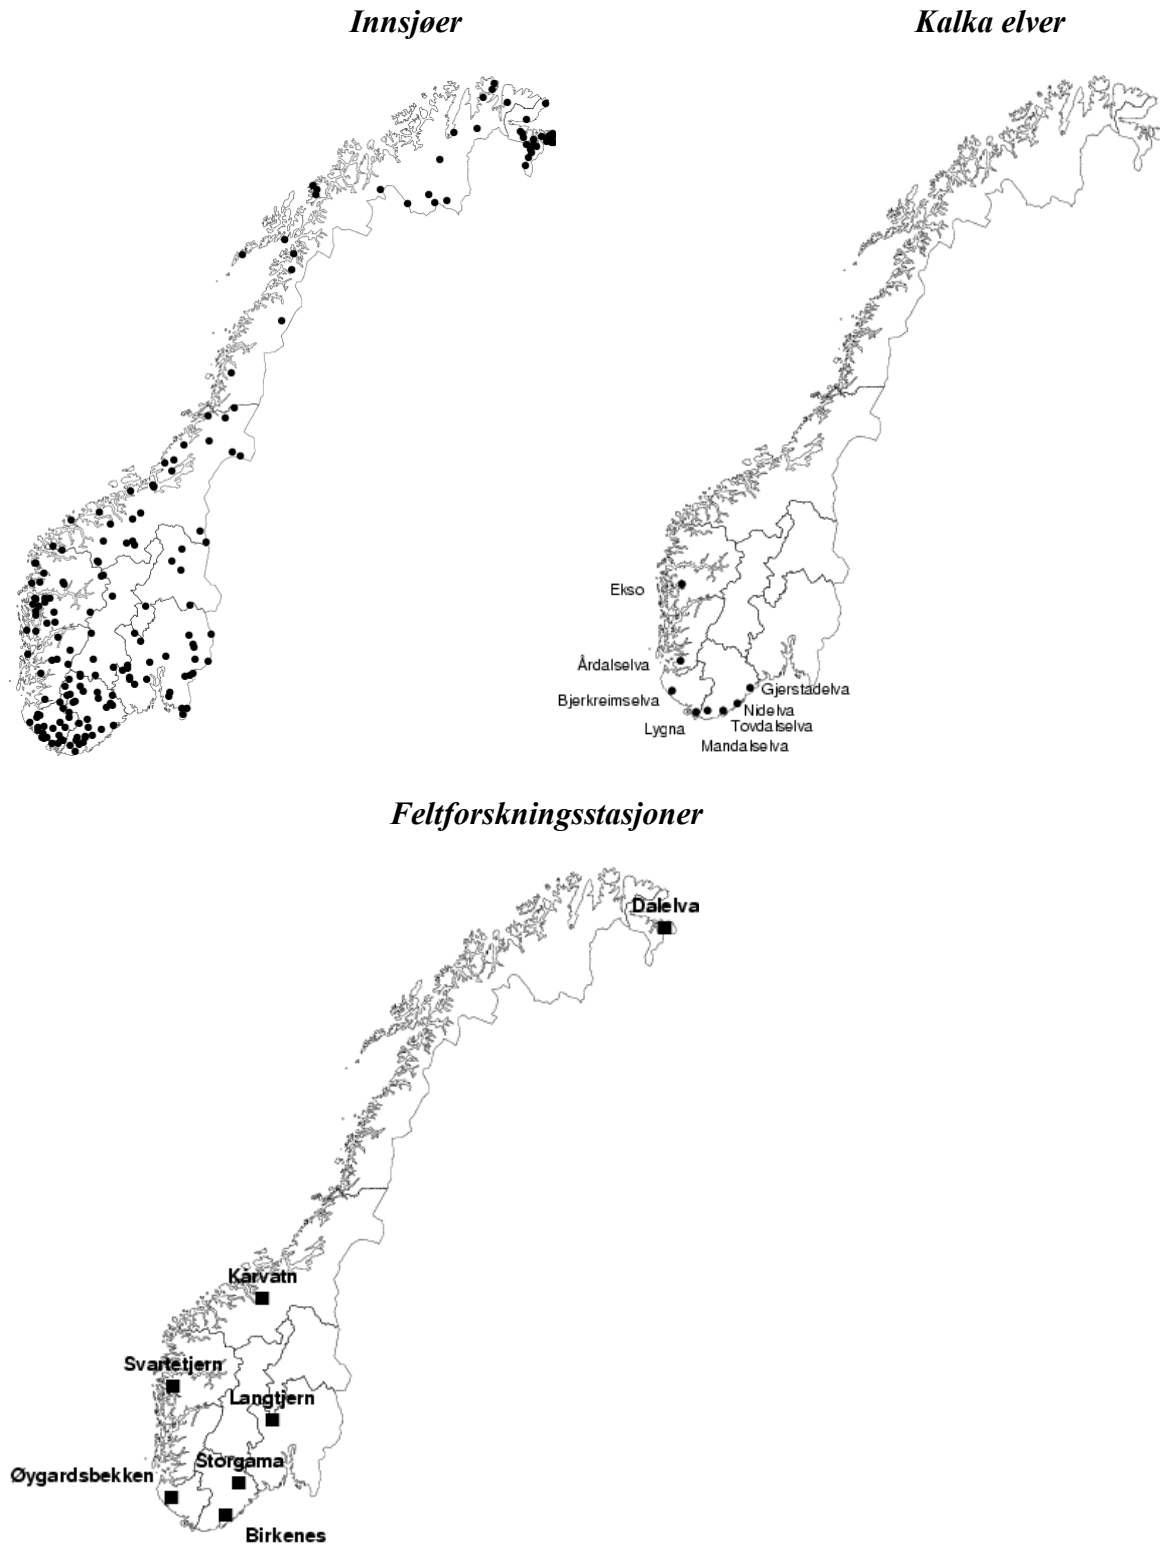 Innsjøer
Kalka elver
Ekso
Årdalselva
Bjerkreimselva
Gjerstadelva
Nidelva
Lygna
Tovdalselva
Mandalselva
Feltforskningsstasjoner
Dalelva
Kårvatn
Svartetjern
Langtjern
Storgama
Øygardsbekken
Birkenes